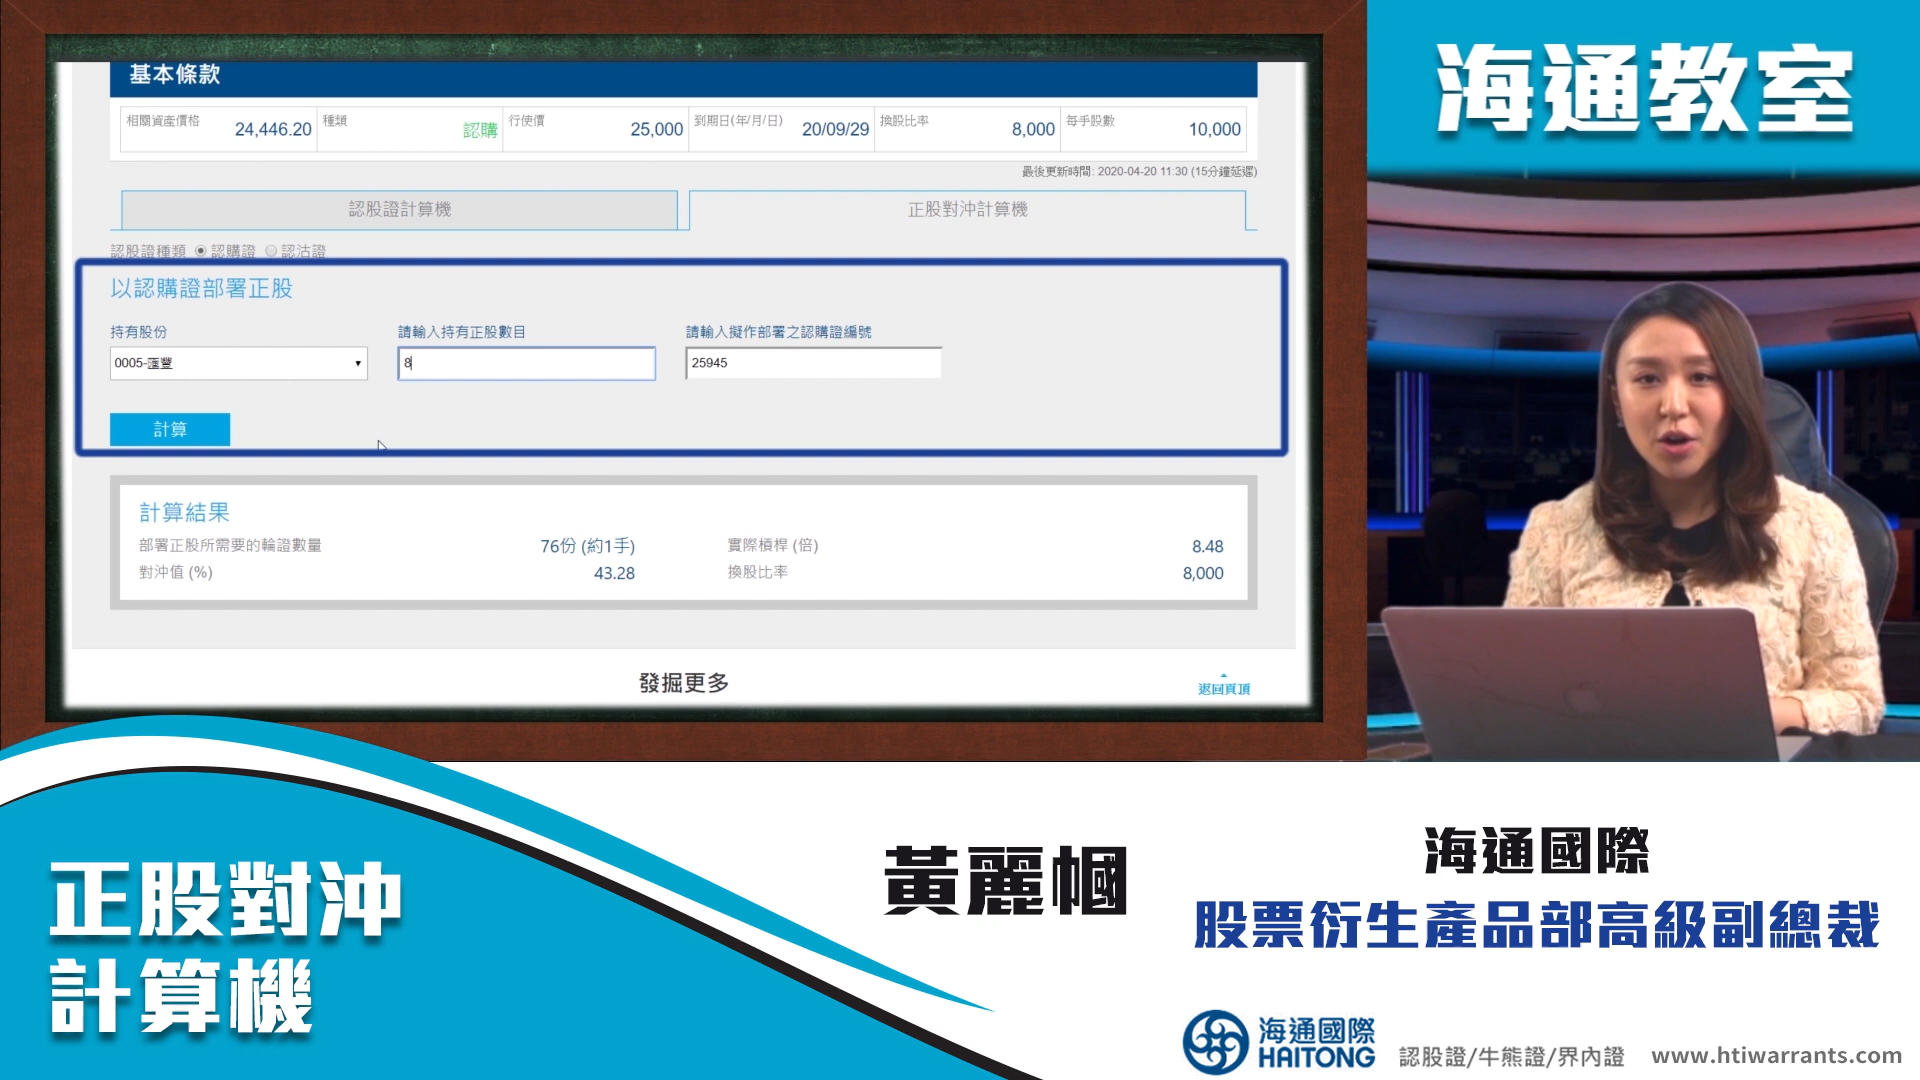 海通教室
基本條款
相關資產價格 24,446.20 種類 認購 行使價 25,000 到期日(年/月/日) 20/09/29 換股比率 8,000 每手股數 10,000
最後更新時間: 2020-04-20 11:30 (15分鐘延遲)
認股證計算機 正股對沖計算機
認股證種類 認購證 認沽證
以認購證部署正股
持有股份 請輸入持有正股數目 請輸入擬作部署之認購證編號
0005-匯豐 8 25945
計算
計算結果
部署正股所需要的輪證數量 76份 (約1手) 實際槓桿 (倍) 8.48
對沖值 (%) 43.28 換股比率 8,000
發掘更多
返回頁頂
正股對沖
計算機
黃麗幗
海通國際
股票衍生產品部高級副總裁
海通國際
HAITONG
認股證/牛熊證/界內證 www.htiwarrants.com